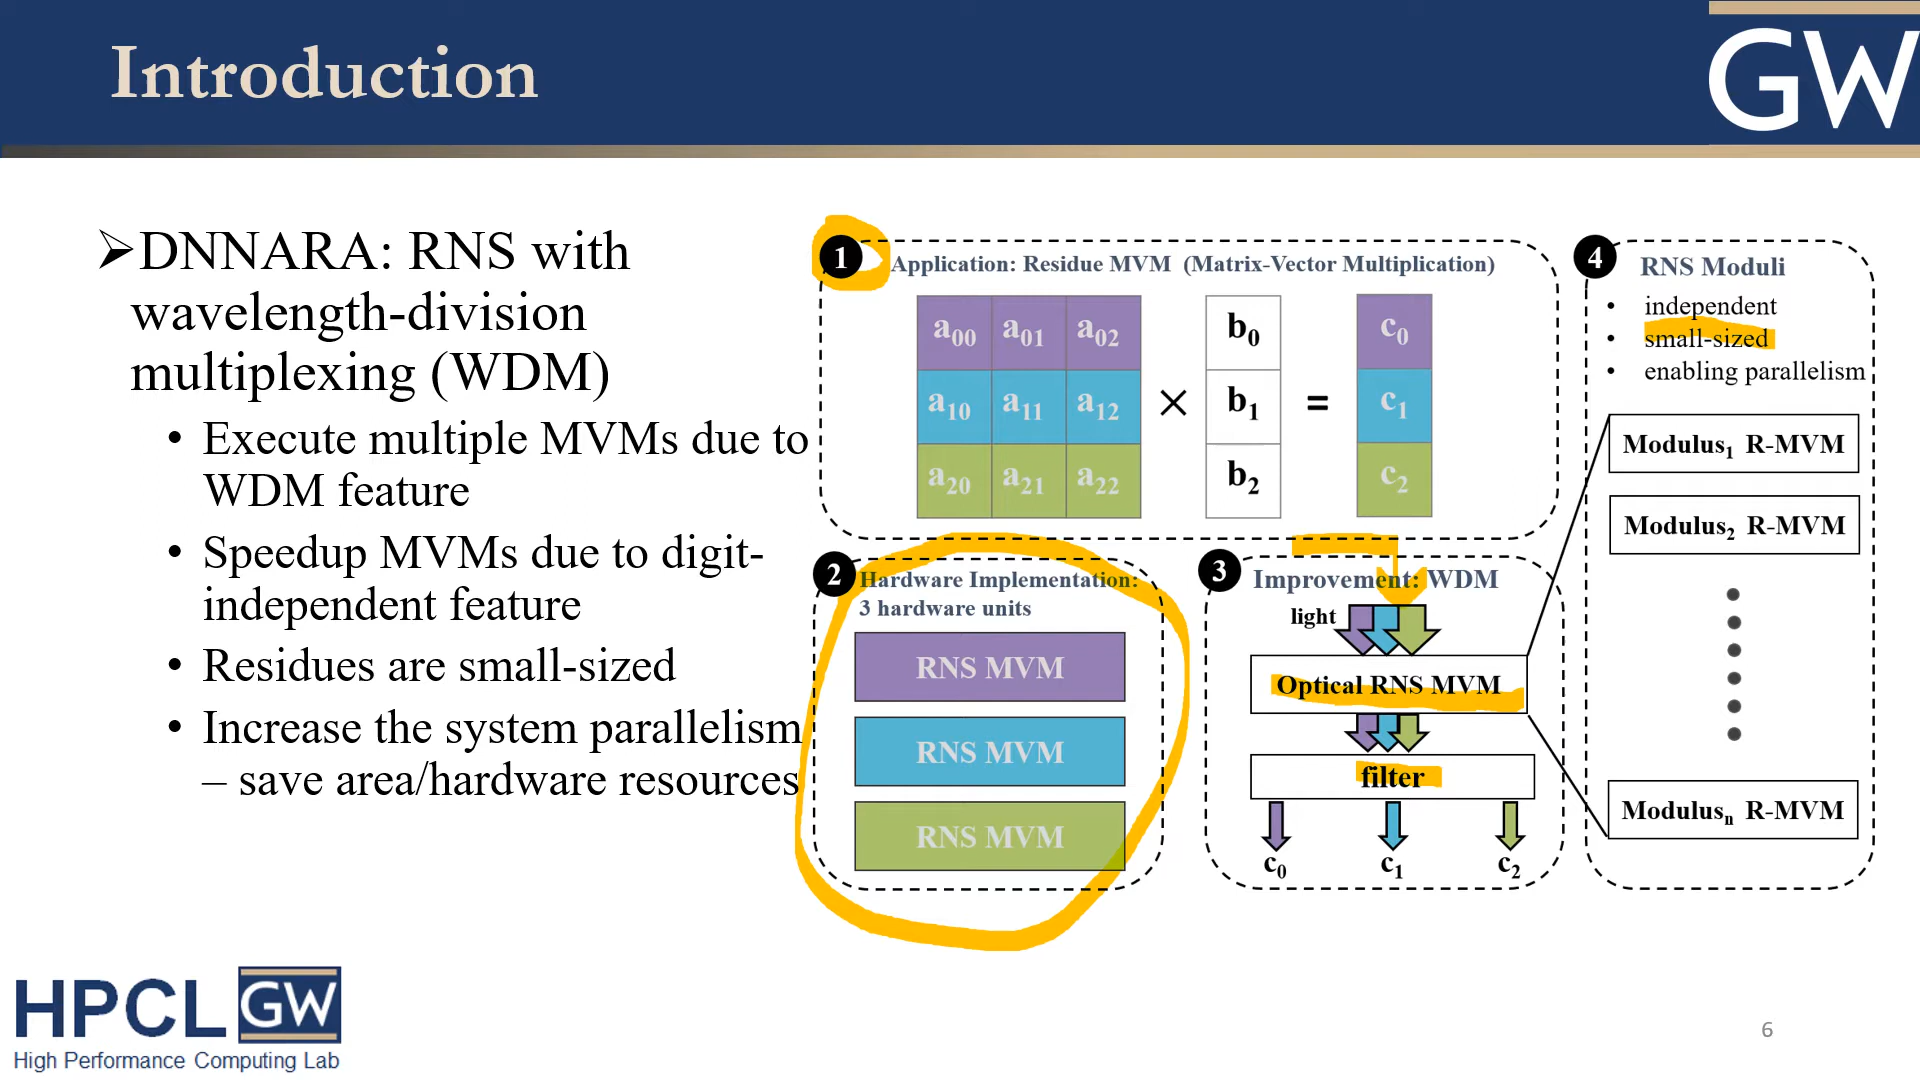 Introduction
GW
➢DNNARA: RNS with
wavelength-division
multiplexing (WDM)
• Execute multiple MVMs due to
WDM feature
• Speedup MVMs due to digit-
independent feature
• Residues are small-sized
• Increase the system parallelism
– save area/hardware resources
1 Application: Residue MVM (Matrix-Vector Multiplication)
a00 a01 a02 b0 c0
a10 a11 a12 × b1 = c1
a20 a21 a22 b2 c2
2 Hardware Implementation:
3 hardware units
RNS MVM
RNS MVM
RNS MVM
3 Improvement: WDM
light
Optical RNS MVM
filter
c0 c1 c2
4 RNS Moduli
• independent
• small-sized
• enabling parallelism
Modulus1 R-MVM
Modulus2 R-MVM
Modulusn R-MVM
HPCL GW
High Performance Computing Lab
6